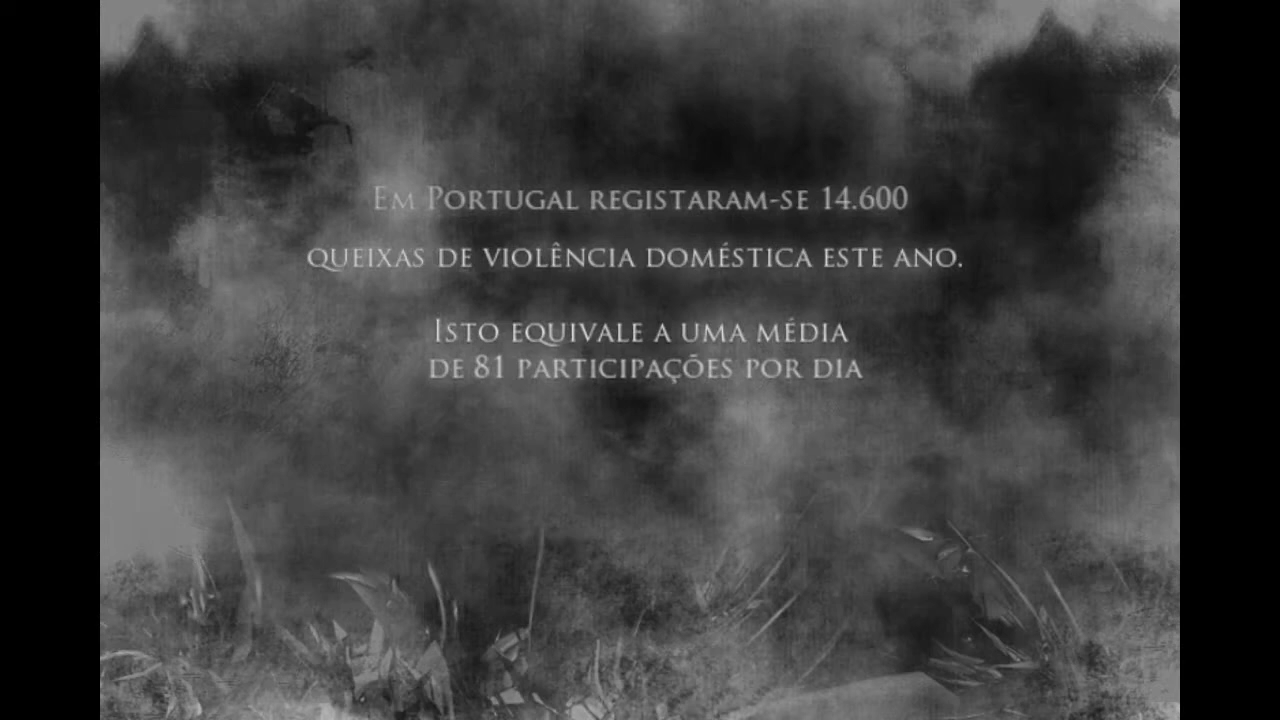 Em Portugal registaram-se 14.600
queixas de violência doméstica este ano.
Isto equivale a uma média
de 81 participações por dia